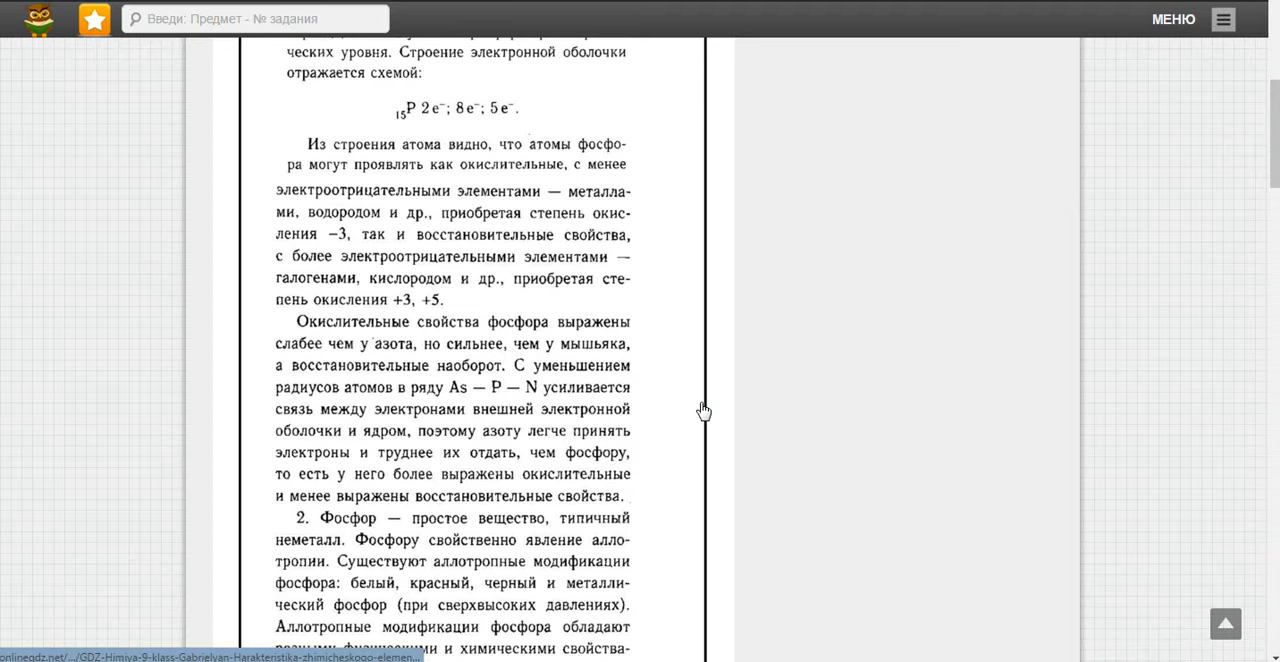 Введи: Предмет - № задания
МЕНЮ
ческих уровня. Строение электронной оболочки
отражается схемой:
₁₅P 2 e⁻; 8 e⁻; 5 e⁻.
Из строения атома видно, что атомы фосфо-
ра могут проявлять как окислительные, с менее
электроотрицательными элементами — металла-
ми, водородом и др., приобретая степень окис-
ления −3, так и восстановительные свойства,
с более электроотрицательными элементами —
галогенами, кислородом и др., приобретая сте-
пень окисления +3, +5.
Окислительные свойства фосфора выражены
слабее чем у азота, но сильнее, чем у мышьяка,
а восстановительные наоборот. С уменьшением
радиусов атомов в ряду As — P — N усиливается
связь между электронами внешней электронной
оболочки и ядром, поэтому азоту легче принять
электроны и труднее их отдать, чем фосфору,
то есть у него более выражены окислительные
и менее выражены восстановительные свойства.
2. Фосфор — простое вещество, типичный
неметалл. Фосфору свойственно явление алло-
тропии. Существуют аллотропные модификации
фосфора: белый, красный, черный и металли-
ческий фосфор (при сверхвысоких давлениях).
Аллотропные модификации фосфора обладают
и химическими свойства-
onlinegdz.net/.../GDZ-Himiya-9-klass-Gabrielyan-Harakteristika-zhimicheskogo-elemen...